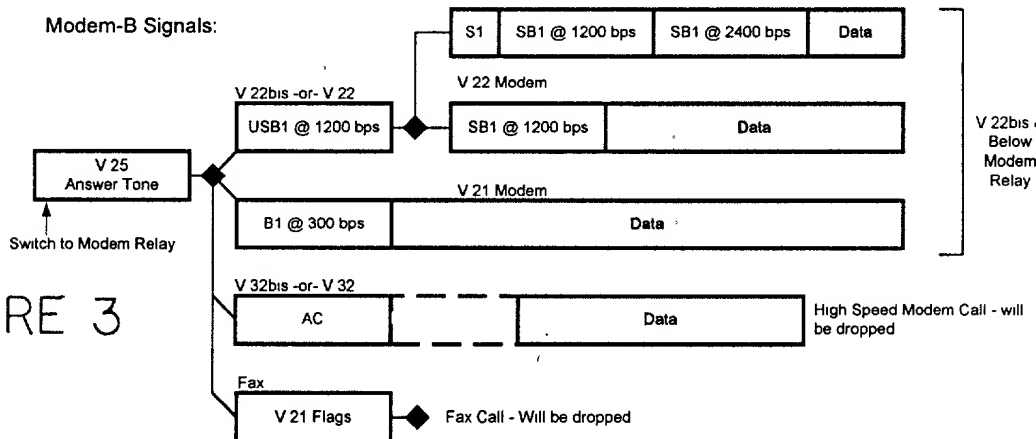 Modem-B Signals:
S1
SB1 @ 1200 bps
SB1 @ 2400 bps
Data
V 22bis -or- V 22
USB1 @ 1200 bps
V 22 Modem
SB1 @ 1200 bps
Data
V 22bis &
Below
Modem
Relay
V 25
Answer Tone
Switch to Modem Relay
V 21 Modem
B1 @ 300 bps
Data
V 32bis -or- V 32
AC
Data
High Speed Modem Call - will
be dropped
RE 3
Fax
V 21 Flags
Fax Call - Will be dropped